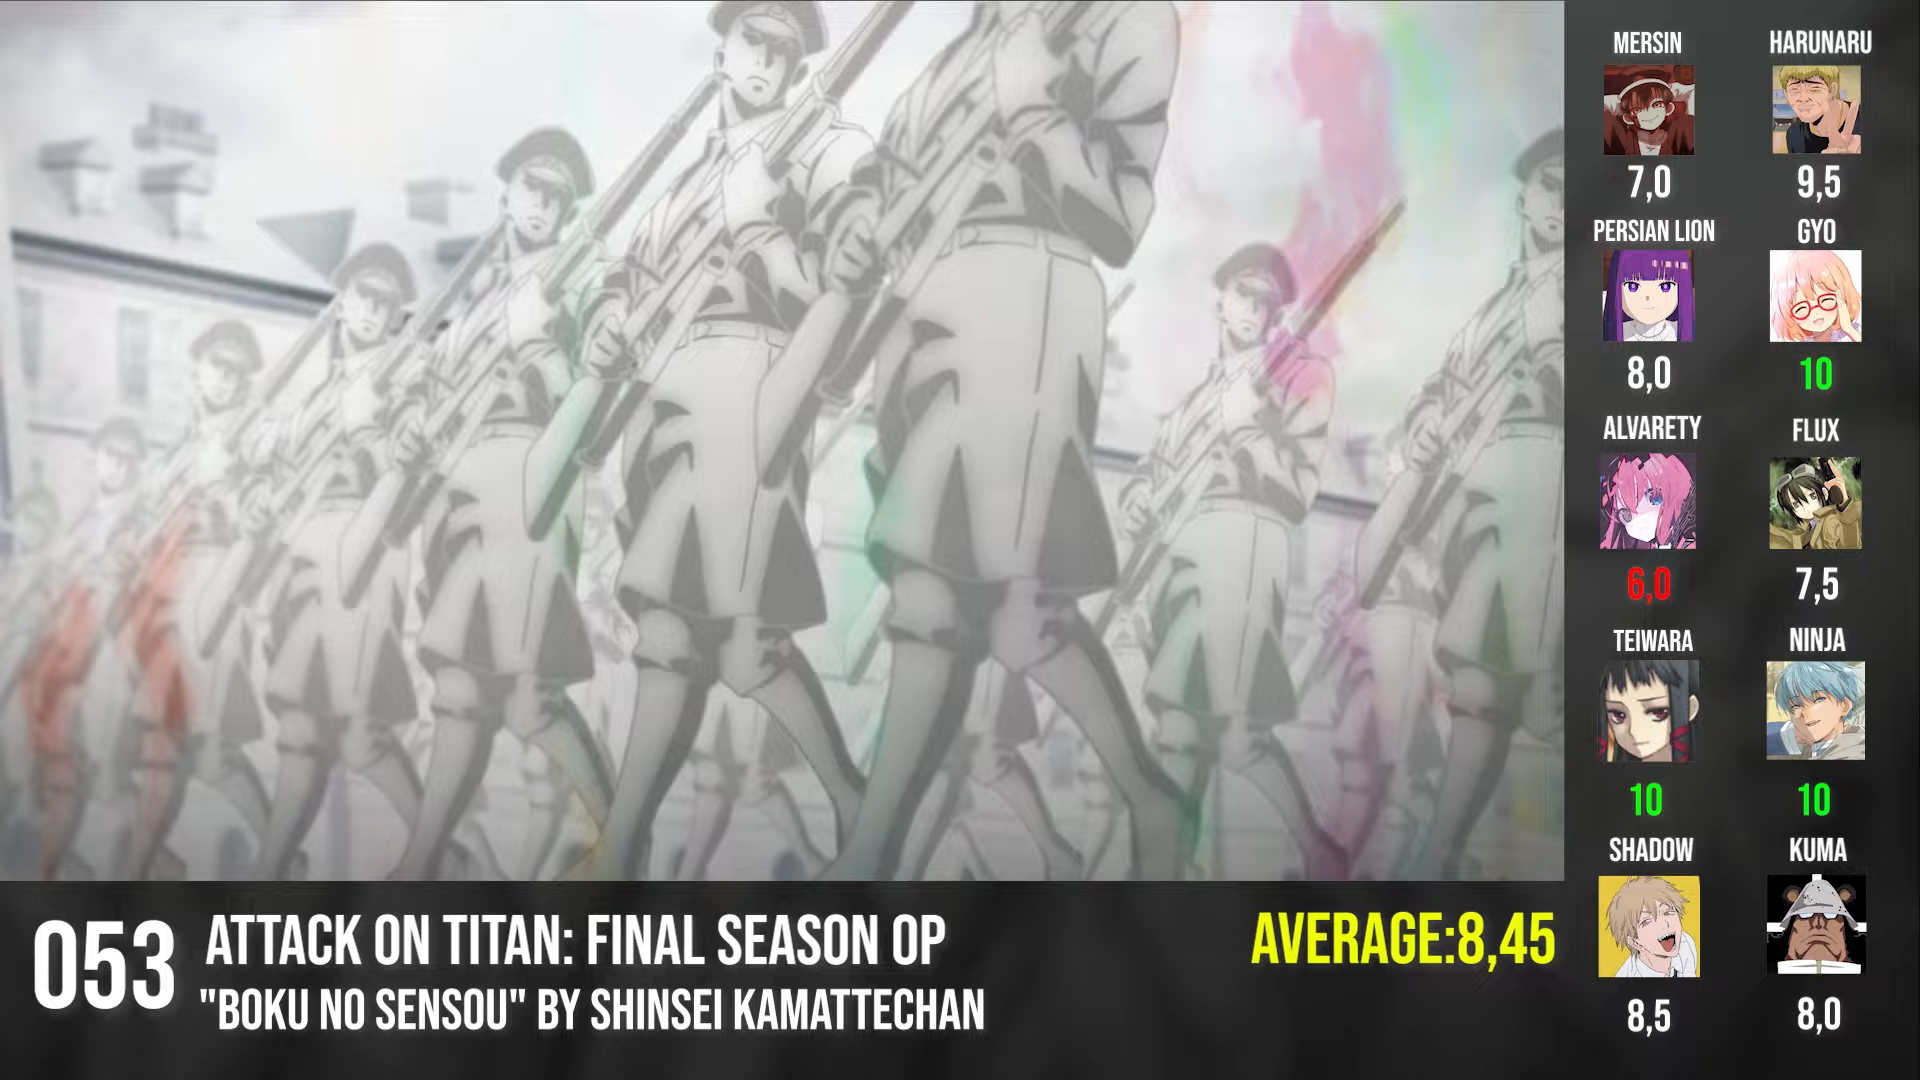 MERSIN
HARUNARU
7,0
9,5
PERSIAN LION
GYO
8,0
10
ALVARETY
FLUX
6,0
7,5
TEIWARA
NINJA
10
10
SHADOW
KUMA
8,5
8,0
053
ATTACK ON TITAN: FINAL SEASON OP
"BOKU NO SENSOU" BY SHINSEI KAMATTECHAN
AVERAGE:8,45